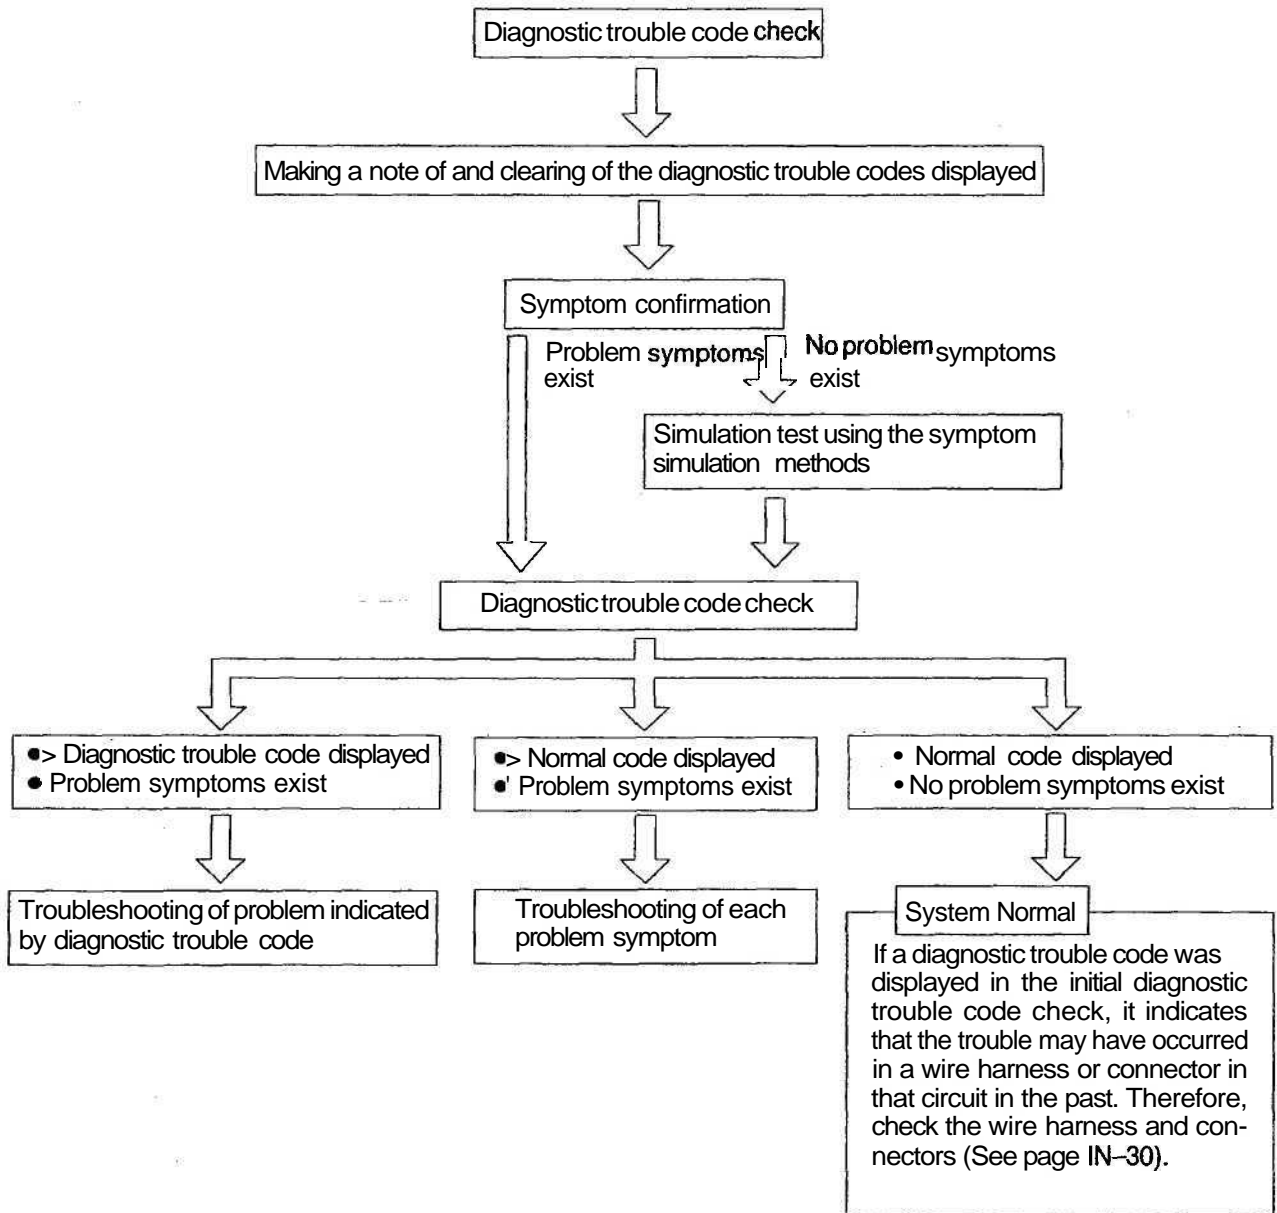 Diagnostic trouble code check
Making a note of and clearing of the diagnostic trouble codes displayed
Symptom confirmation
Problem symptoms
exist
No problem symptoms
exist
Simulation test using the symptom
simulation methods
Diagnostic trouble code check
●> Diagnostic trouble code displayed
● Problem symptoms exist
●> Normal code displayed
●' Problem symptoms exist
• Normal code displayed
• No problem symptoms exist
Troubleshooting of problem indicated
by diagnostic trouble code
Troubleshooting of each
problem symptom
System Normal
If a diagnostic trouble code was
displayed in the initial diagnostic
trouble code check, it indicates
that the trouble may have occurred
in a wire harness or connector in
that circuit in the past. Therefore,
check the wire harness and con-
nectors (See page IN–30).